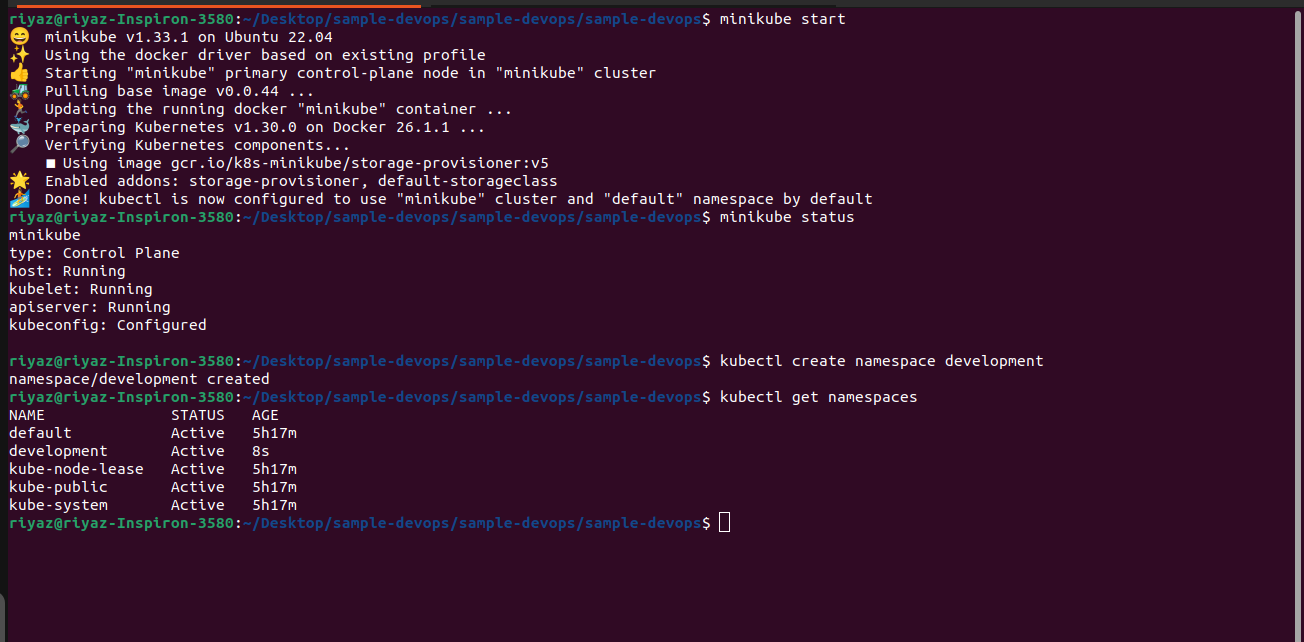 riyaz@riyaz-Inspiron-3580:~/Desktop/sample-devops/sample-devops/sample-devops$ minikube start
😄  minikube v1.33.1 on Ubuntu 22.04
✨  Using the docker driver based on existing profile
👍  Starting "minikube" primary control-plane node in "minikube" cluster
🚜  Pulling base image v0.0.44 ...
🏃  Updating the running docker "minikube" container ...
🐳  Preparing Kubernetes v1.30.0 on Docker 26.1.1 ...
🔎  Verifying Kubernetes components...
    ■ Using image gcr.io/k8s-minikube/storage-provisioner:v5
🌟  Enabled addons: storage-provisioner, default-storageclass
🏄  Done! kubectl is now configured to use "minikube" cluster and "default" namespace by default
riyaz@riyaz-Inspiron-3580:~/Desktop/sample-devops/sample-devops/sample-devops$ minikube status
minikube
type: Control Plane
host: Running
kubelet: Running
apiserver: Running
kubeconfig: Configured
riyaz@riyaz-Inspiron-3580:~/Desktop/sample-devops/sample-devops/sample-devops$ kubectl create namespace development
namespace/development created
riyaz@riyaz-Inspiron-3580:~/Desktop/sample-devops/sample-devops/sample-devops$ kubectl get namespaces
NAME              STATUS   AGE
default           Active   5h17m
development       Active   8s
kube-node-lease   Active   5h17m
kube-public       Active   5h17m
kube-system       Active   5h17m
riyaz@riyaz-Inspiron-3580:~/Desktop/sample-devops/sample-devops/sample-devops$